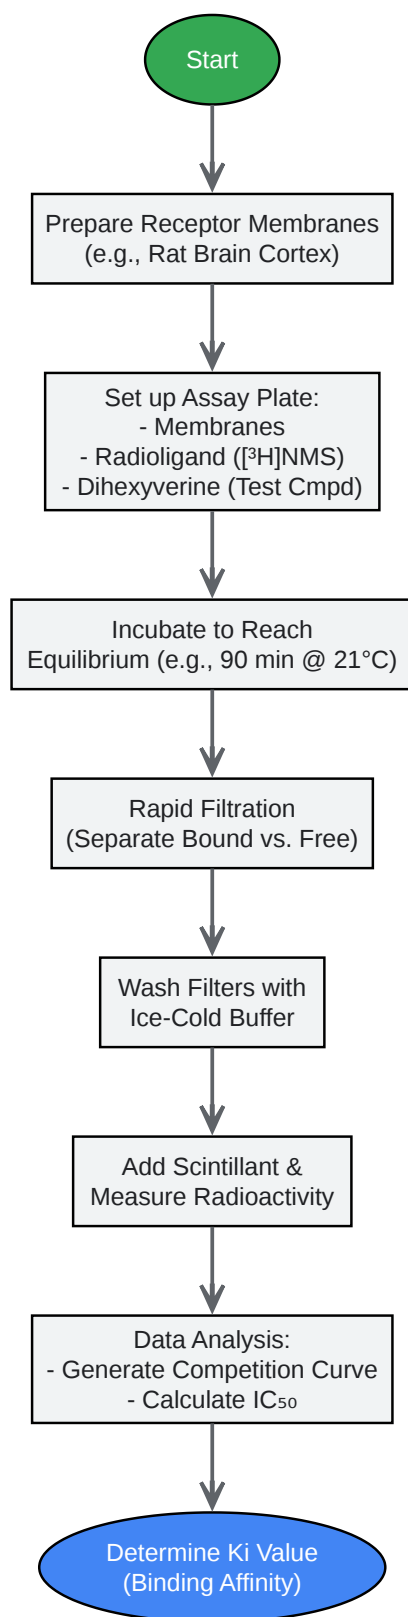 Start
Prepare Receptor Membranes
(e.g., Rat Brain Cortex)
Set up Assay Plate:
- Membranes
- Radioligand ([³H]NMS)
- Dihexyverine (Test Cmpd)
Incubate to Reach
Equilibrium (e.g., 90 min @ 21°C)
Rapid Filtration
(Separate Bound vs. Free)
Wash Filters with
Ice-Cold Buffer
Add Scintillant &
Measure Radioactivity
Data Analysis:
- Generate Competition Curve
- Calculate IC₅₀
Determine Ki Value
(Binding Affinity)